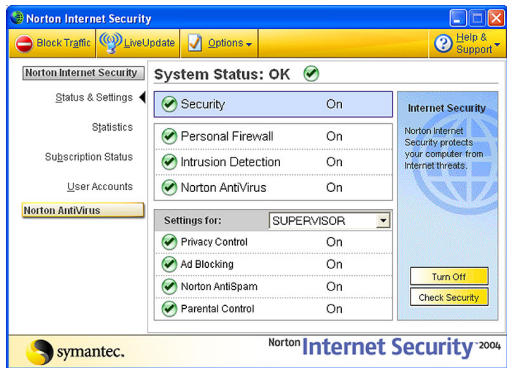 Norton Internet Security
Block Traffic
LiveUpdate
Options
Help & Support
Norton Internet Security
Status & Settings
Statistics
Subscription Status
User Accounts
Norton AntiVirus
System Status: OK
Security On
Personal Firewall On
Intrusion Detection On
Norton AntiVirus On
Settings for: SUPERVISOR
Privacy Control On
Ad Blocking On
Norton AntiSpam On
Parental Control On
Internet Security
Norton Internet
Security protects
your computer from
Internet threats.
Turn Off
Check Security
symantec.
Norton Internet Security 2004